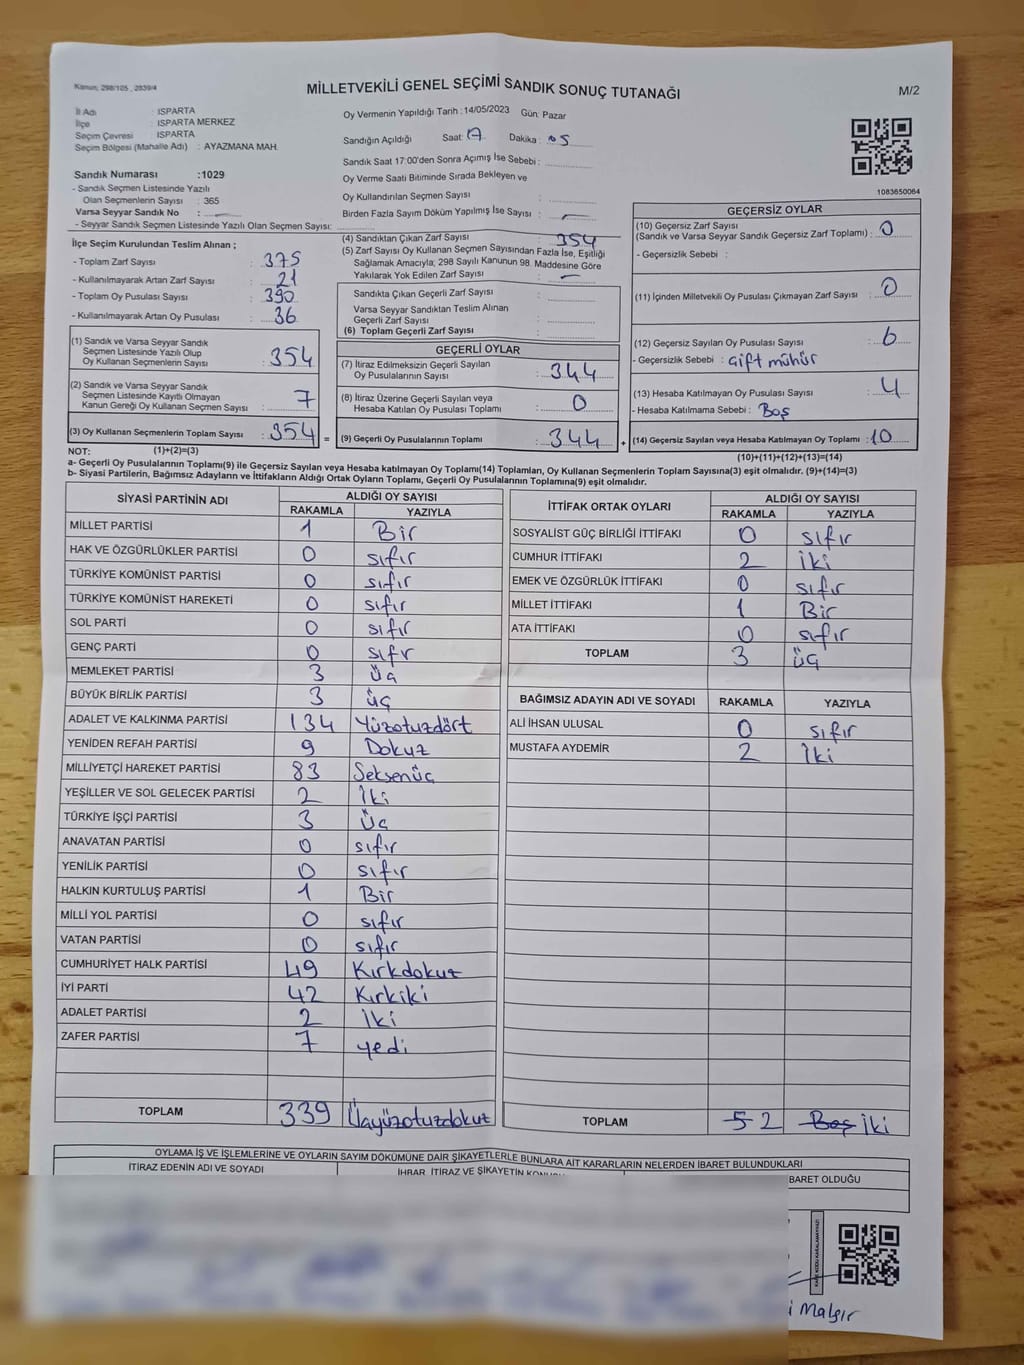 Kanun; 298/105 , 2839/4
MİLLETVEKİLİ GENEL SEÇİMİ SANDIK SONUÇ TUTANAĞI
M/2
İl Adı : ISPARTA
İlçe : ISPARTA MERKEZ
Seçim Çevresi : ISPARTA
Seçim Bölgesi (Mahalle Adı) : AYAZMANA MAH.
Oy Vermenin Yapıldığı Tarih :14/05/2023 Gün: Pazar
Sandığın Açıldığı Saat: 17 Dakika : 05
Sandık Saat 17:00'den Sonra Açımış İse Sebebi :
Oy Verme Saati Bitiminde Sırada Bekleyen ve
Oy Kullandırılan Seçmen Sayısı :
Birden Fazla Sayım Döküm Yapılmış İse Sayısı : —
1083650064
Sandık Numarası :1029
- Sandık Seçmen Listesinde Yazılı
Olan Seçmenlerin Sayısı : 365
Varsa Seyyar Sandık No : —
- Seyyar Sandık Seçmen Listesinde Yazılı Olan Seçmen Sayısı:
İlçe Seçim Kurulundan Teslim Alınan ;
- Toplam Zarf Sayısı : 375
- Kullanılmayarak Artan Zarf Sayısı : 21
- Toplam Oy Pusulası Sayısı : 390
- Kullanılmayarak Artan Oy Pusulası : 36
(1) Sandık ve Varsa Seyyar Sandık
Seçmen Listesinde Yazılı Olup
Oy Kullanan Seçmenlerin Sayısı : 354
(2) Sandık ve Varsa Seyyar Sandık
Seçmen Listesinde Kayıtlı Olmayan
Kanun Gereği Oy Kullanan Seçmen Sayısı : 7
(3) Oy Kullanan Seçmenlerin Toplam Sayısı : 354 =
(4) Sandıktan Çıkan Zarf Sayısı : 354
(5) Zarf Sayısı Oy Kullanan Seçmen Sayısından Fazla İse, Eşitliği
Sağlamak Amacıyla; 298 Sayılı Kanunun 98. Maddesine Göre
Yakılarak Yok Edilen Zarf Sayısı : —
Sandıkta Çıkan Geçerli Zarf Sayısı :
Varsa Seyyar Sandıktan Teslim Alınan
Geçerli Zarf Sayısı :
(6) Toplam Geçerli Zarf Sayısı :
GEÇERLİ OYLAR
(7) İtiraz Edilmeksizin Geçerli Sayılan
Oy Pusulalarının Sayısı : 344
(8) İtiraz Üzerine Geçerli Sayılan veya
Hesaba Katılan Oy Pusulası Toplamı : 0
(9) Geçerli Oy Pusulalarının Toplamı : 344 +
GEÇERSİZ OYLAR
(10) Geçersiz Zarf Sayısı
(Sandık ve Varsa Seyyar Sandık Geçersiz Zarf Toplamı) : 0
- Geçersizlik Sebebi :
(11) İçinden Milletvekili Oy Pusulası Çıkmayan Zarf Sayısı : 0
(12) Geçersiz Sayılan Oy Pusulası Sayısı : 6
- Geçersizlik Sebebi : Çift mühür
(13) Hesaba Katılmayan Oy Pusulası Sayısı : 4
- Hesaba Katılmama Sebebi : Boş
(14) Geçersiz Sayılan veya Hesaba Katılmayan Oy Toplamı : 10
NOT: (1)+(2)=(3) (10)+(11)+(12)+(13)=(14)
a- Geçerli Oy Pusulalarının Toplamı(9) ile Geçersiz Sayılan veya Hesaba katılmayan Oy Toplamı(14) Toplamları, Oy Kullanan Seçmenlerin Toplam Sayısına(3) eşit olmalıdır. (9)+(14)=(3)
b- Siyasi Partilerin, Bağımsız Adayların ve İttifakların Aldığı Ortak Oyların Toplamı, Geçerli Oy Pusulalarının Toplamına(9) eşit olmalıdır.
SİYASİ PARTİNİN ADI ALDIĞI OY SAYISI
RAKAMLA YAZIYLA
MİLLET PARTİSİ 1 Bir
HAK VE ÖZGÜRLÜKLER PARTİSİ 0 sıfır
TÜRKİYE KOMÜNİST PARTİSİ 0 sıfır
TÜRKİYE KOMÜNİST HAREKETİ 0 sıfır
SOL PARTİ 0 sıfır
GENÇ PARTİ 0 sıfr
MEMLEKET PARTİSİ 3 üç
BÜYÜK BİRLİK PARTİSİ 3 üç
ADALET VE KALKINMA PARTİSİ 134 Yüzotuzdört
YENİDEN REFAH PARTİSİ 9 Dokuz
MİLLİYETÇİ HAREKET PARTİSİ 83 Seksenüç
YEŞİLLER VE SOL GELECEK PARTİSİ 2 İki
TÜRKİYE İŞÇİ PARTİSİ 3 Üç
ANAVATAN PARTİSİ 0 sıfır
YENİLİK PARTİSİ 0 sıfır
HALKIN KURTULUŞ PARTİSİ 1 Bir
MİLLİ YOL PARTİSİ 0 sıfır
VATAN PARTİSİ 0 sıfır
CUMHURİYET HALK PARTİSİ 49 Kırkdokuz
İYİ PARTİ 42 Kırkiki
ADALET PARTİSİ 2 İki
ZAFER PARTİSİ 7 yedi
TOPLAM 339 Üçyüzotuzdokuz
İTTİFAK ORTAK OYLARI ALDIĞI OY SAYISI
RAKAMLA YAZIYLA
SOSYALİST GÜÇ BİRLİĞİ İTTİFAKI 0 sıfır
CUMHUR İTTİFAKI 2 İki
EMEK VE ÖZGÜRLÜK İTTİFAKI 0 sıfır
MİLLET İTTİFAKI 1 Bir
ATA İTTİFAKI 0 sıfır
TOPLAM 3 üç
BAĞIMSIZ ADAYIN ADI VE SOYADI RAKAMLA YAZIYLA
ALİ İHSAN ULUSAL 0 sıfır
MUSTAFA AYDEMİR 2 İki
TOPLAM 5 2 Beş İki
OYLAMA İŞ VE İŞLEMLERİNE VE OYLARIN SAYIM DÖKÜMÜNE DAİR ŞİKAYETLERLE BUNLARA AİT KARARLARIN NELERDEN İBARET BULUNDUKLARI
İTİRAZ EDENİN ADI VE SOYADI İHBAR, İTİRAZ VE ŞİKAYETİN KONUSU BARET OLDUĞU